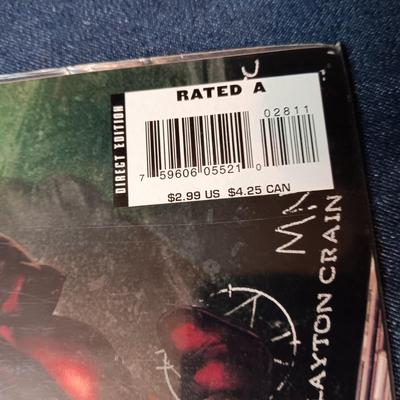 RATED A
DIRECT EDITION
02811
7 59606 05521 0
$2.99 US $4.25 CAN
LAYTON CRAIN